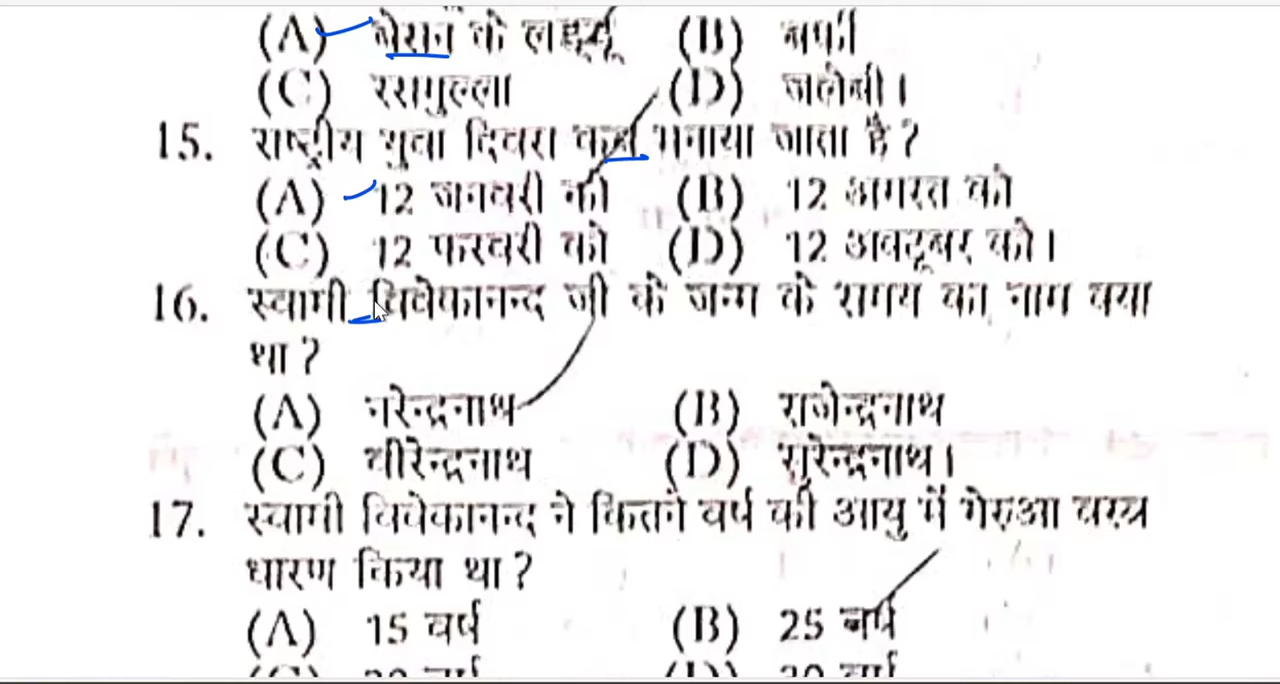 (A) बेसन के लड्डू (B) बर्फी
(C) रसगुल्ला (D) जलेबी।
15. राष्ट्रीय युवा दिवस कब मनाया जाता है?
(A) 12 जनवरी को (B) 12 अगस्त को
(C) 12 फरवरी को (D) 12 अक्टूबर को।
16. स्वामी विवेकानन्द जी के जन्म के समय का नाम क्या
था?
(A) नरेन्द्रनाथ (B) राजेन्द्रनाथ
(C) वीरेन्द्रनाथ (D) सुरेन्द्रनाथ।
17. स्वामी विवेकानन्द ने कितने वर्ष की आयु में गेरुआ वस्त्र
धारण किया था?
(A) 15 वर्ष (B) 25 वर्ष